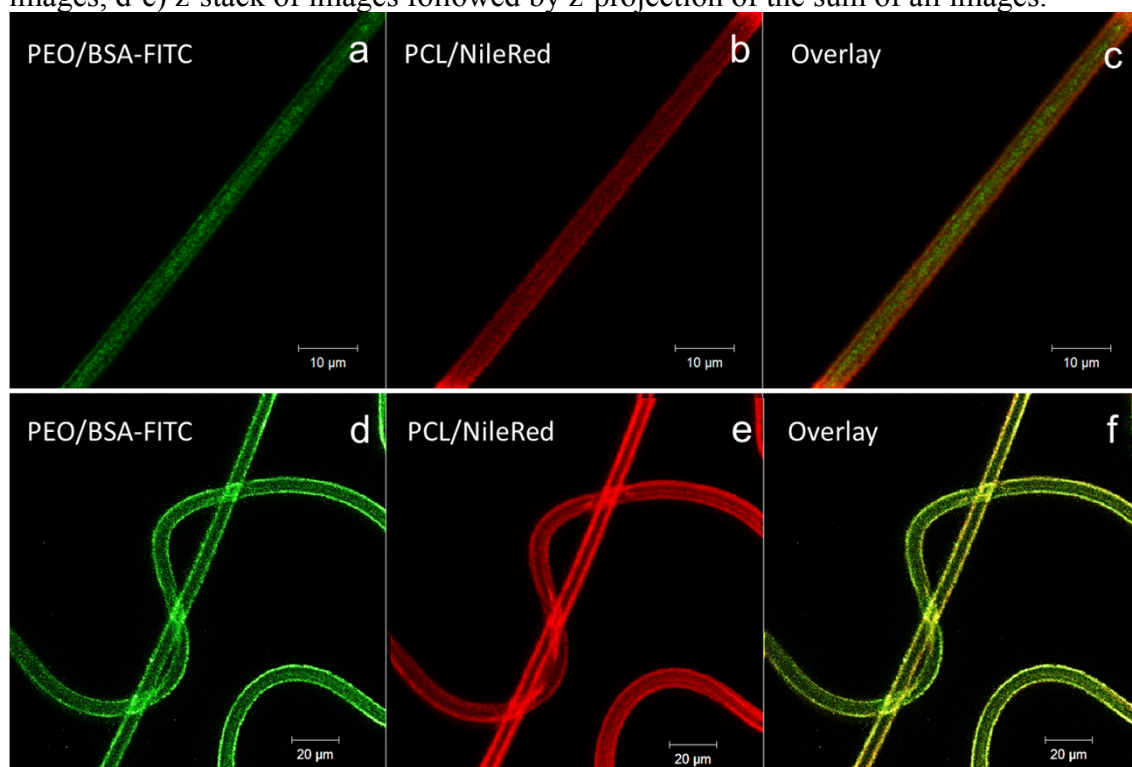 images; d-e) z-stack of images followed by z-projection of the sum of all images.
PEO/BSA-FITC a PCL/NileRed b Overlay c
10 µm 10 µm 10 µm
PEO/BSA-FITC d PCL/NileRed e Overlay f
20 µm 20 µm 20 µm